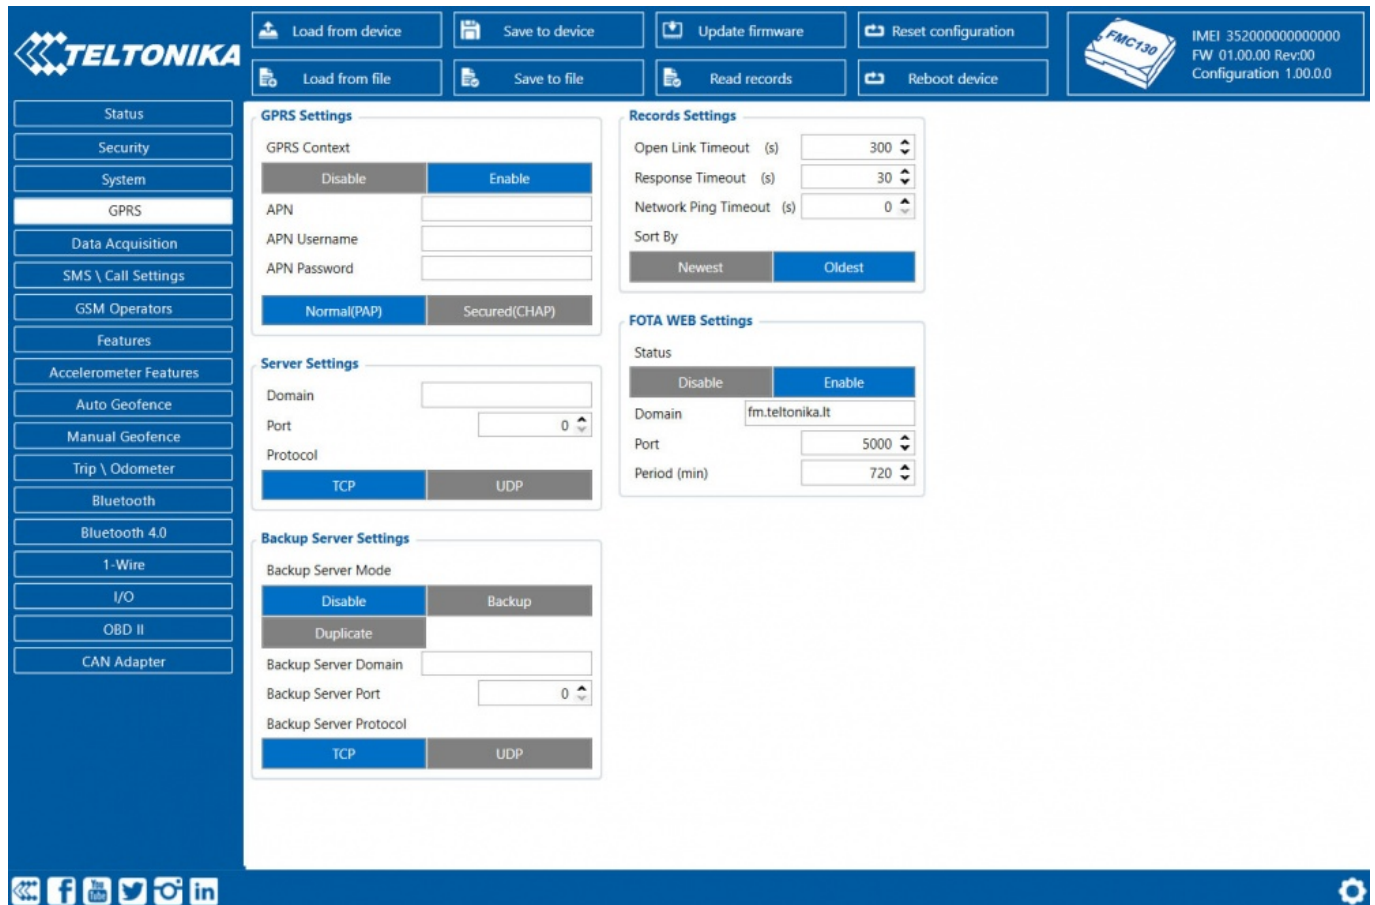 TELTONIKA
Load from device
Save to device
Update firmware
Reset configuration
Load from file
Save to file
Read records
Reboot device
FMC130
IMEI 352000000000000
FW 01.00.00 Rev:00
Configuration 1.00.0.0
Status
Security
System
GPRS
Data Acquisition
SMS \ Call Settings
GSM Operators
Features
Accelerometer Features
Auto Geofence
Manual Geofence
Trip \ Odometer
Bluetooth
Bluetooth 4.0
1-Wire
I/O
OBD II
CAN Adapter
GPRS Settings
GPRS Context
Disable Enable
APN
APN Username
APN Password
Normal(PAP) Secured(CHAP)
Server Settings
Domain
Port 0
Protocol
TCP UDP
Backup Server Settings
Backup Server Mode
Disable Backup
Duplicate
Backup Server Domain
Backup Server Port 0
Backup Server Protocol
TCP UDP
Records Settings
Open Link Timeout (s) 300
Response Timeout (s) 30
Network Ping Timeout (s) 0
Sort By
Newest Oldest
FOTA WEB Settings
Status
Disable Enable
Domain fm.teltonika.lt
Port 5000
Period (min) 720
f
You
Tube
in